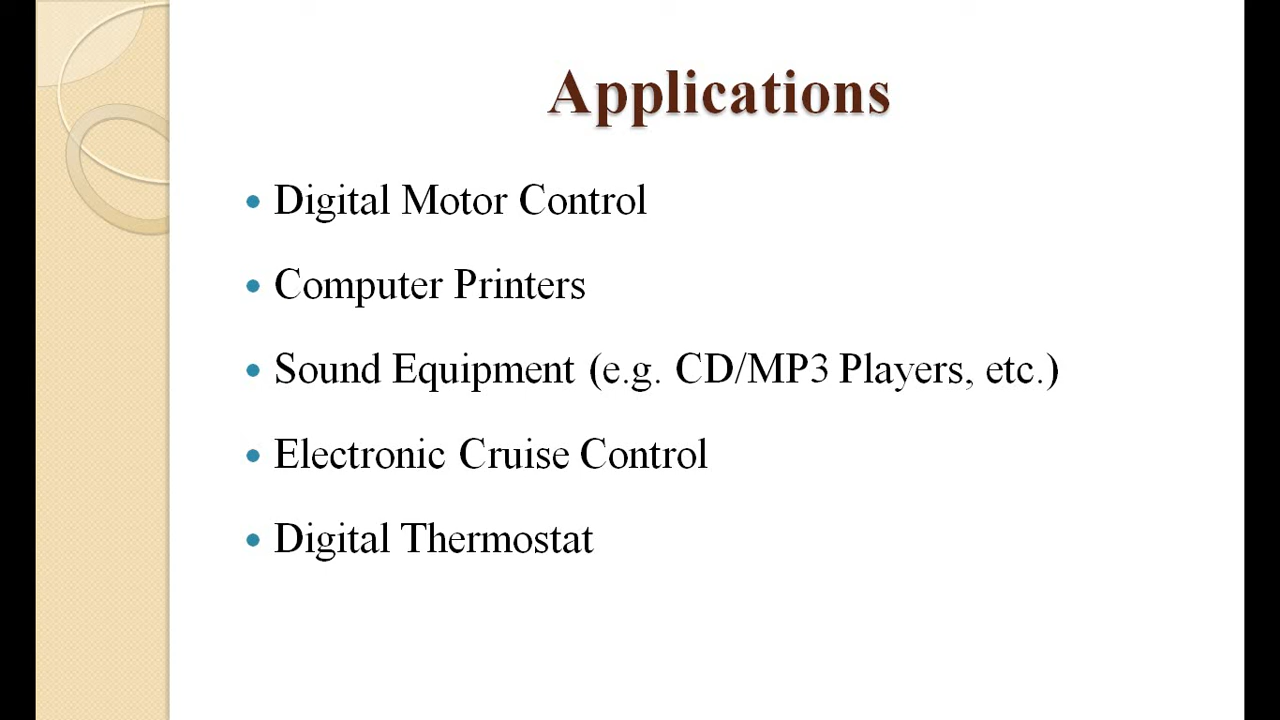 Applications
• Digital Motor Control
• Computer Printers
• Sound Equipment (e.g. CD/MP3 Players, etc.)
• Electronic Cruise Control
• Digital Thermostat